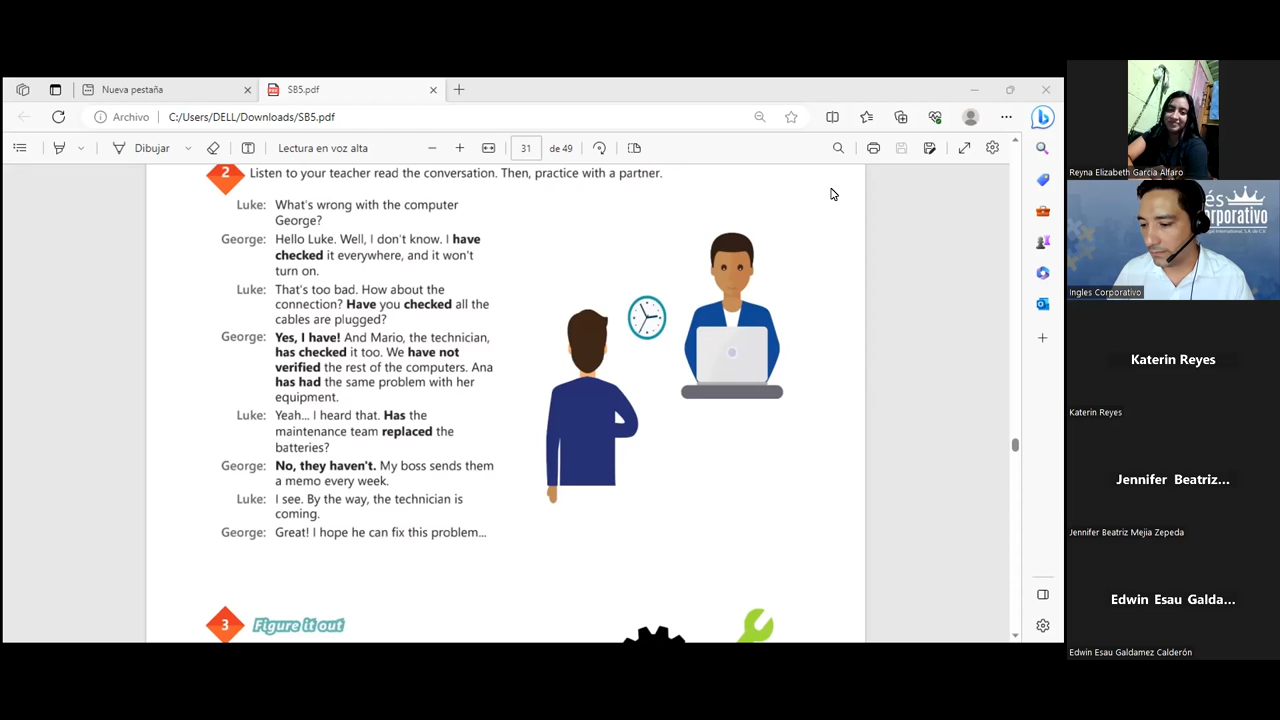 Nueva pestaña
SB5.pdf
Archivo
C:/Users/DELL/Downloads/SB5.pdf
Dibujar
Lectura en voz alta
31
de 49
2
Listen to your teacher read the conversation. Then, practice with a partner.
Luke: What's wrong with the computer
George?
George: Hello Luke. Well, I don't know. I have
checked it everywhere, and it won't
turn on.
Luke: That's too bad. How about the
connection? Have you checked all the
cables are plugged?
George: Yes, I have! And Mario, the technician,
has checked it too. We have not
verified the rest of the computers. Ana
has had the same problem with her
equipment.
Luke: Yeah... I heard that. Has the
maintenance team replaced the
batteries?
George: No, they haven't. My boss sends them
a memo every week.
Luke: I see. By the way, the technician is
coming.
George: Great! I hope he can fix this problem...
3
Figure it out
Reyna Elizabeth Garcia Alfaro
és
orporativo
Ingles Corporativo
Katerin Reyes
Katerin Reyes
Jennifer Beatriz...
Jennifer Beatriz Mejia Zepeda
Edwin Esau Galda...
Edwin Esau Galdamez Calderón